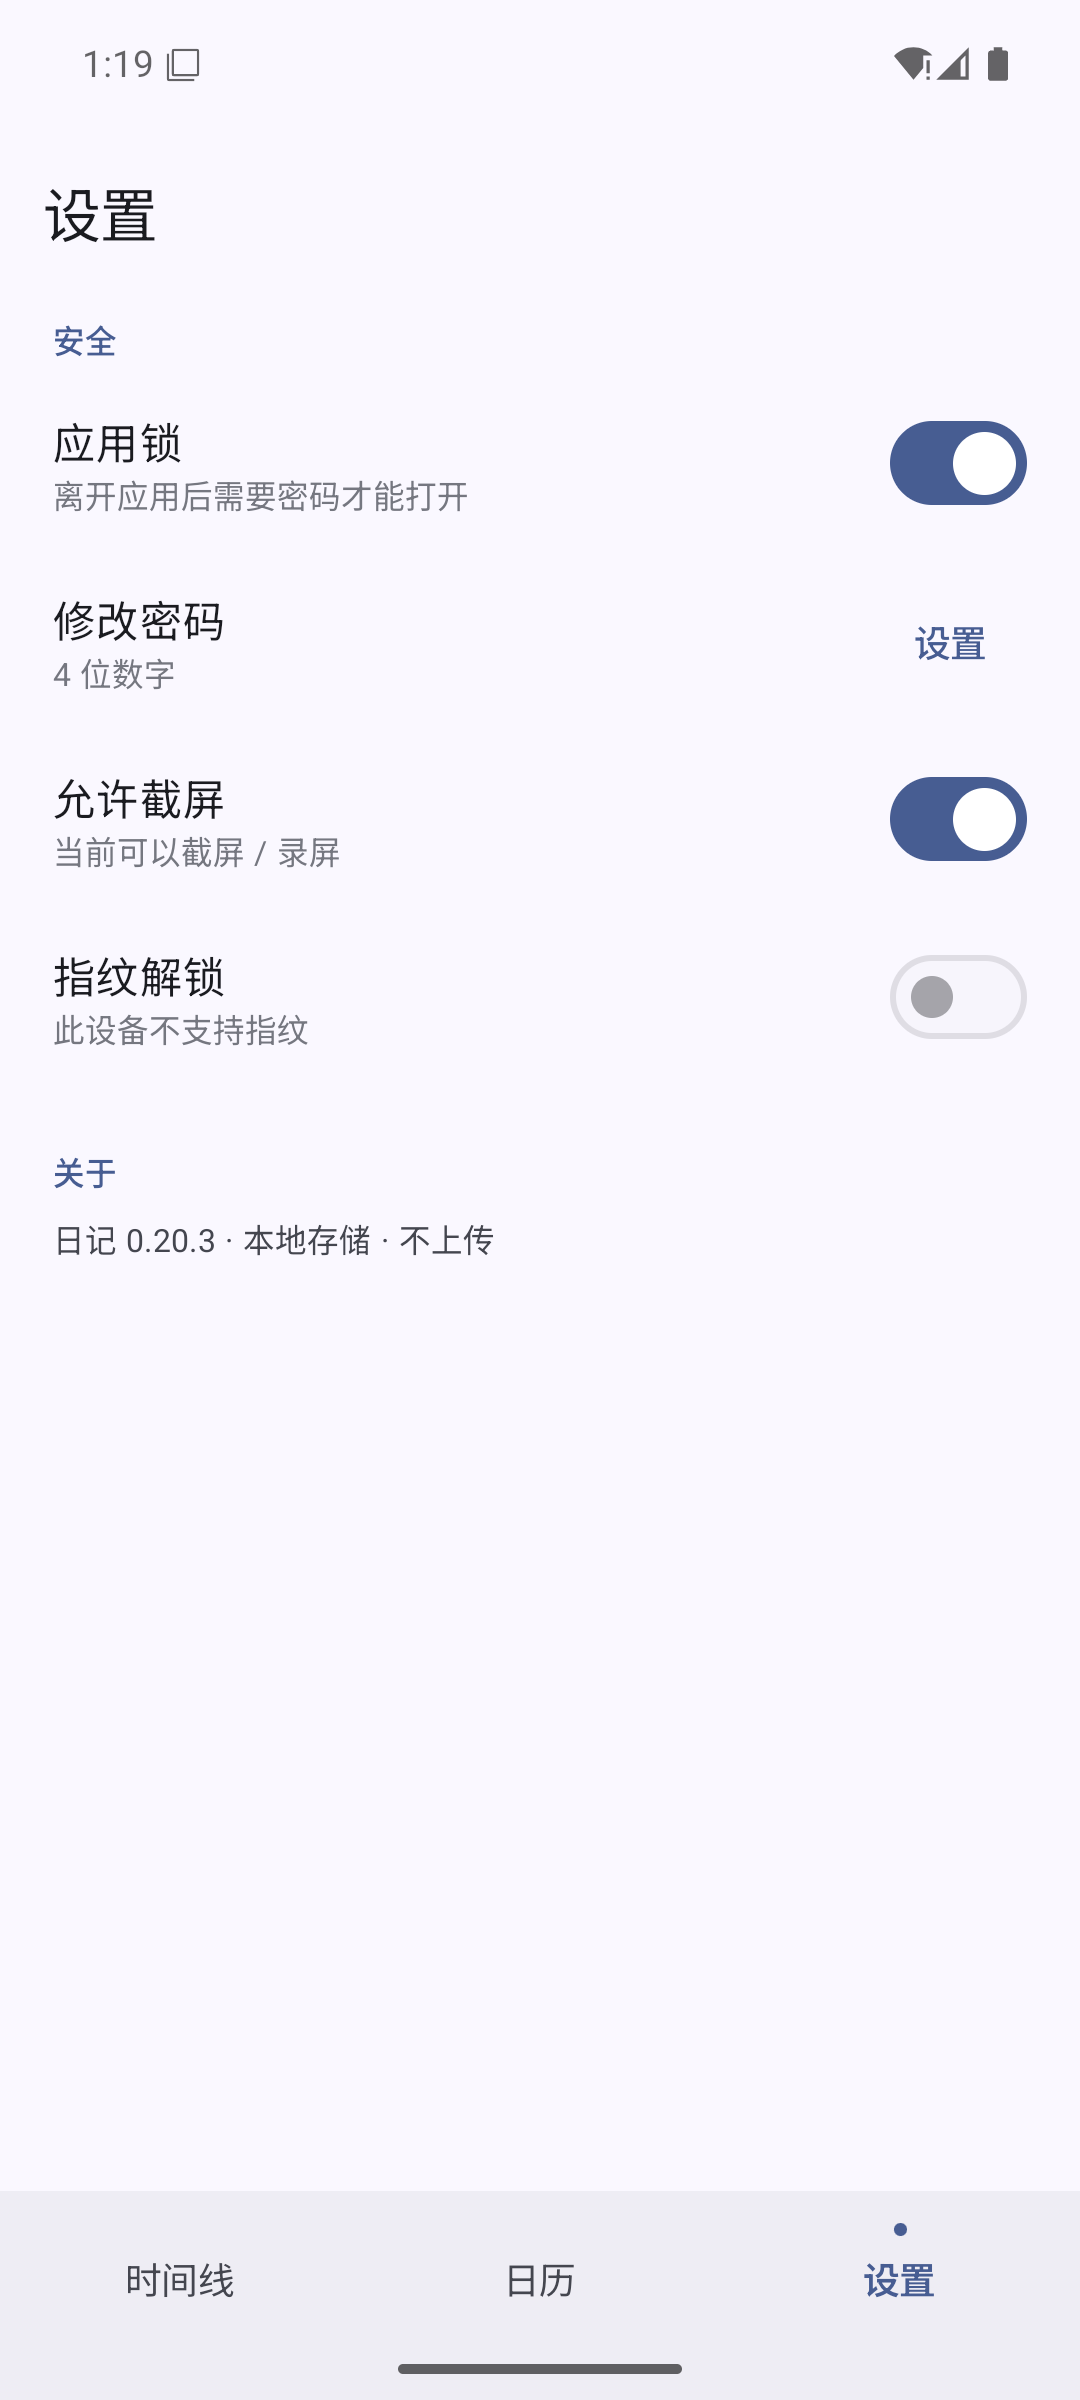 1:19
设置
安全
应用锁
离开应用后需要密码才能打开
修改密码
4 位数字
设置
允许截屏
当前可以截屏 / 录屏
指纹解锁
此设备不支持指纹
关于
日记 0.20.3 · 本地存储 · 不上传
时间线
日历
设置